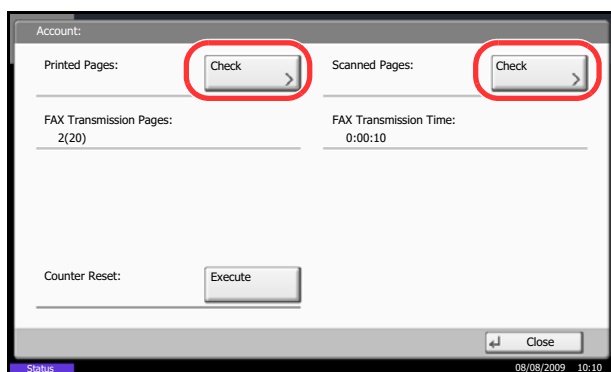 Account:
Printed Pages: Check Scanned Pages: Check
FAX Transmission Pages: FAX Transmission Time:
2(20) 0:00:10
Counter Reset: Execute
Close
Status 08/08/2009 10:10